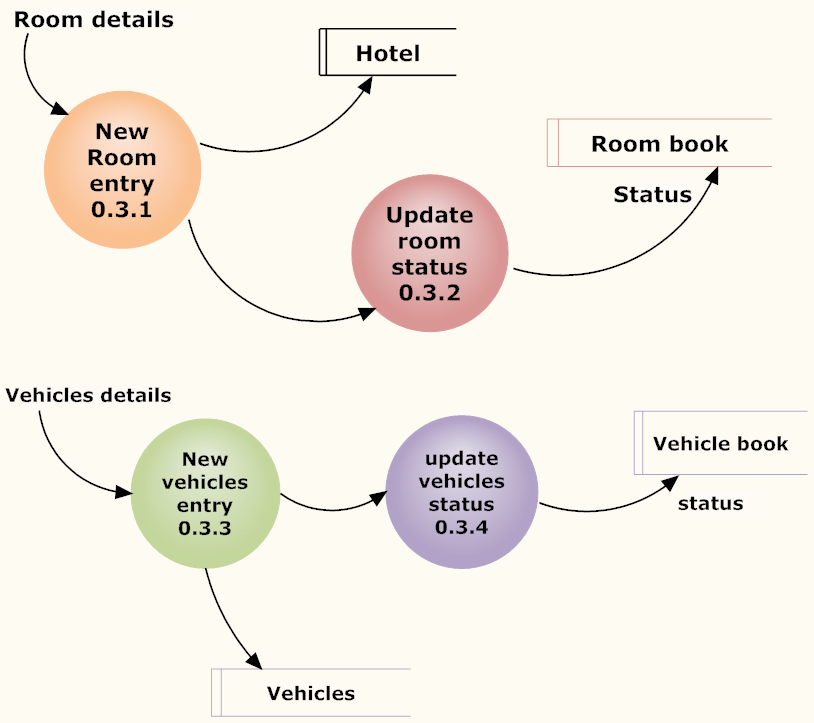 Room details
Hotel
New
Room
entry
0.3.1
Room book
Status
Update
room
status
0.3.2
Vehicles details
New
vehicles
entry
0.3.3
update
vehicles
status
0.3.4
Vehicle book
status
Vehicles